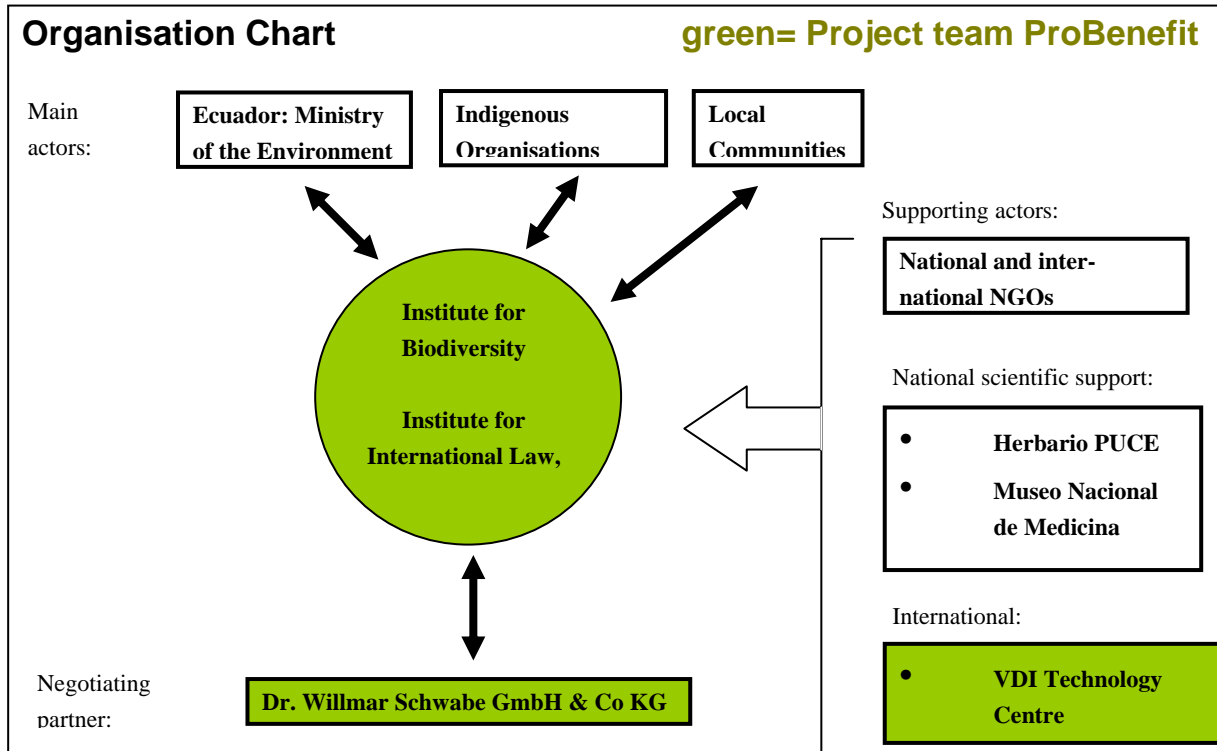 Organisation Chart
green= Project team ProBenefit
Main
actors:
Ecuador: Ministry
of the Environment
Indigenous
Organisations
Local
Communities
Supporting actors:
National and inter-
national NGOs
Institute for
Biodiversity
Institute for
International Law,
National scientific support:
• Herbario PUCE
• Museo Nacional
de Medicina
International:
• VDI Technology
Centre
Negotiating
partner:
Dr. Willmar Schwabe GmbH & Co KG